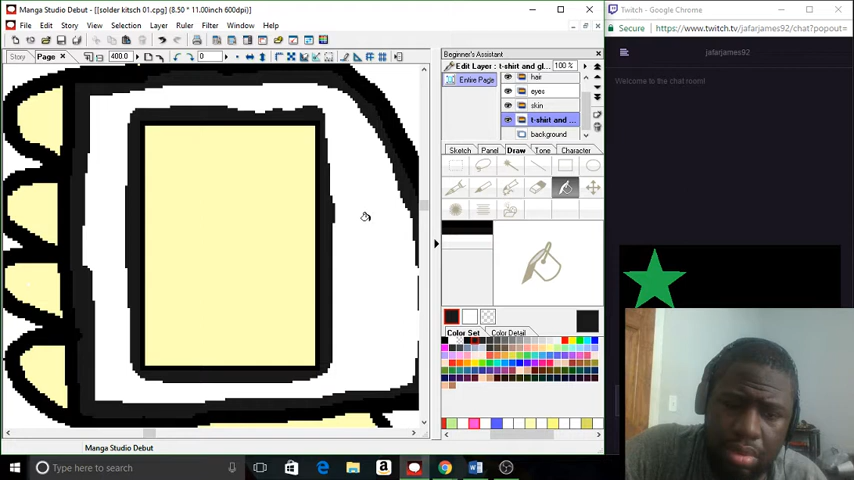 Manga Studio Debut - [[solder kitsch 01.cpg] (8.50 * 11.00inch 600dpi)]
File Edit Story View Selection Layer Ruler Filter Window Help
Story Page 400.0 0
Beginner's Assistant
Edit Layer : t-shirt and gl... 100 %
Entire Page
hair
eyes
skin
t-shirt and ...
background
Sketch Panel Draw Tone Character
Color Set Color Detail
Manga Studio Debut
Type here to search
Twitch - Google Chrome
Secure https://www.twitch.tv/jafarjames92/chat?popout=
jafarjames92
Welcome to the chat room!